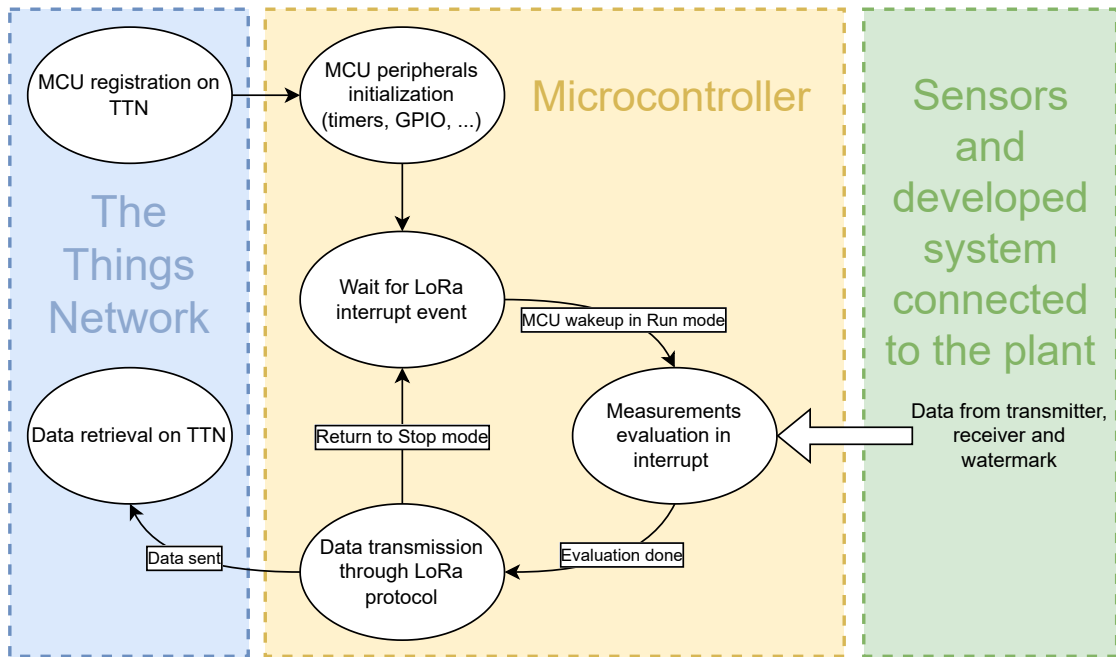 MCU registration on
TTN
The
Things
Network
Data retrieval on TTN
Data sent
MCU peripherals
initialization
(timers, GPIO, ...)
Microcontroller
Wait for LoRa
interrupt event
MCU wakeup in Run mode
Measurements
evaluation in
interrupt
Return to Stop mode
Evaluation done
Data transmission
through LoRa
protocol
Sensors
and
developed
system
connected
to the plant
Data from transmitter,
receiver and
watermark